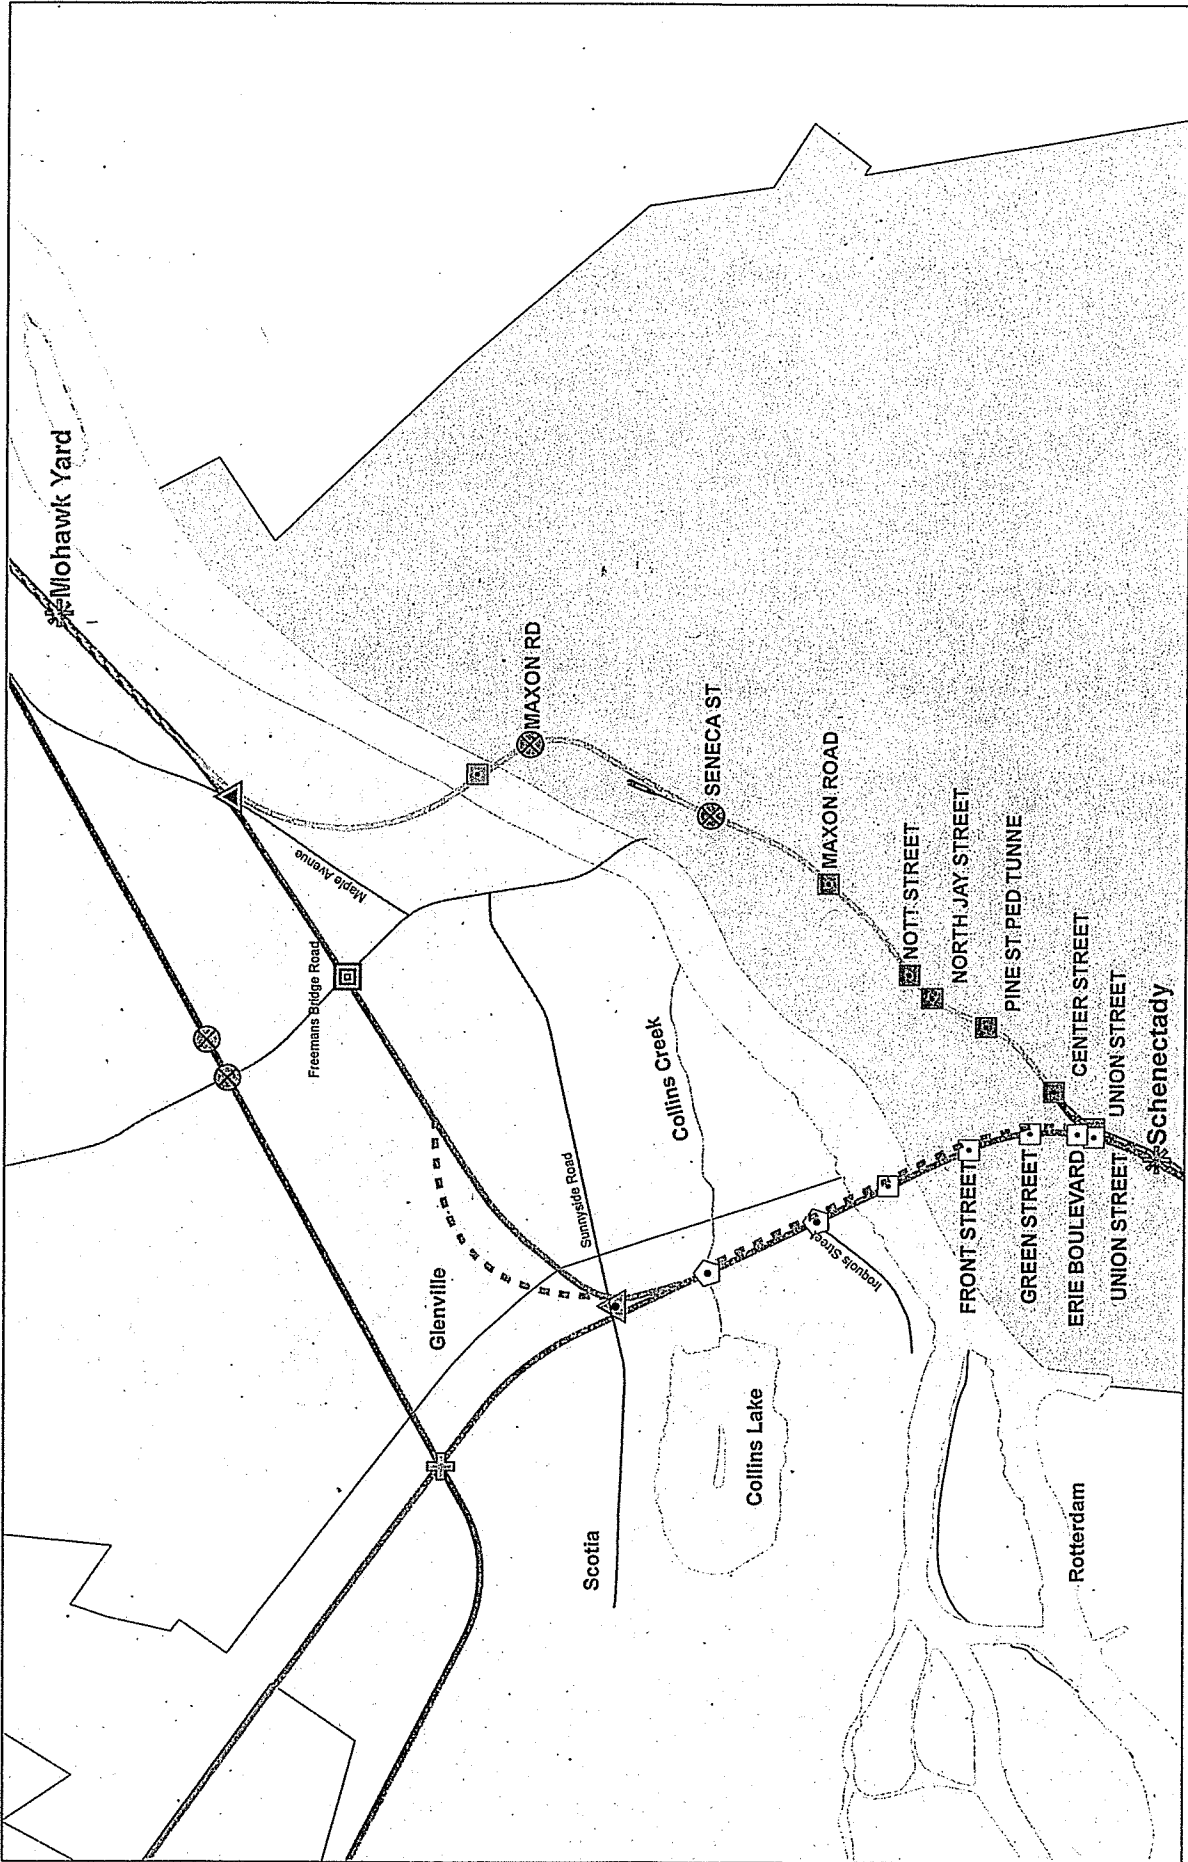 Mohawk Yard
MAXON RD
SENECA ST
MAXON ROAD
NOTT STREET
NORTH JAY STREET
PINE ST PED TUNNE
CENTER STREET
UNION STREET
Schenectady
Maple Avenue
Freemans Bridge Road
Collins Creek
Sunnyside Road
Glenville
Iroquois Street
FRONT STREET
GREEN STREET
ERIE BOULEVARD
UNION STREET
Collins Lake
Scotia
Rotterdam